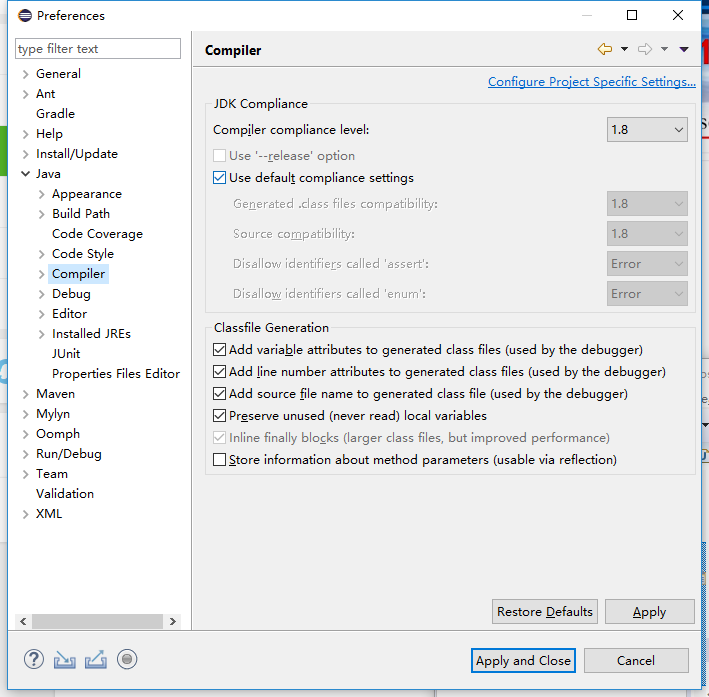 Preferences
type filter text
General
Ant
Gradle
Help
Install/Update
Java
Appearance
Build Path
Code Coverage
Code Style
Compiler
Debug
Editor
Installed JREs
JUnit
Properties Files Editor
Maven
Mylyn
Oomph
Run/Debug
Team
Validation
XML
Compiler
Configure Project Specific Settings...
JDK Compliance
Compiler compliance level: 1.8
Use '--release' option
Use default compliance settings
Generated .class files compatibility: 1.8
Source compatibility: 1.8
Disallow identifiers called 'assert': Error
Disallow identifiers called 'enum': Error
Classfile Generation
Add variable attributes to generated class files (used by the debugger)
Add line number attributes to generated class files (used by the debugger)
Add source file name to generated class file (used by the debugger)
Preserve unused (never read) local variables
Inline finally blocks (larger class files, but improved performance)
Store information about method parameters (usable via reflection)
Restore Defaults Apply
Apply and Close Cancel